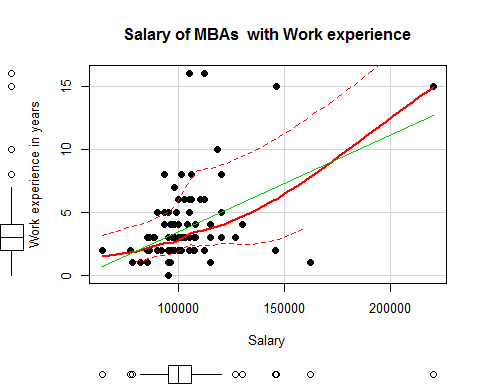 Salary of MBAs  with Work experience
Work experience in years
15
10
5
0
100000
150000
200000
Salary